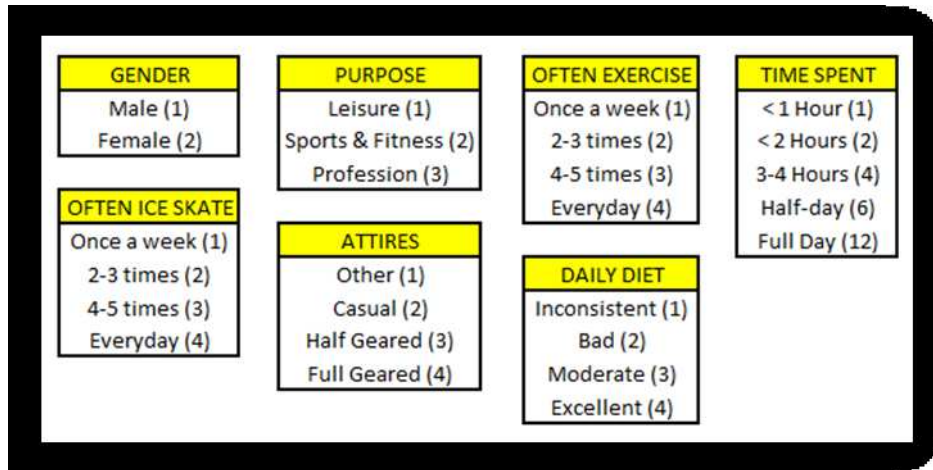 GENDER
Male (1)
Female (2)
OFTEN ICE SKATE
Once a week (1)
2-3 times (2)
4-5 times (3)
Everyday (4)
PURPOSE
Leisure (1)
Sports & Fitness (2)
Profession (3)
ATTIRES
Other (1)
Casual (2)
Half Geared (3)
Full Geared (4)
OFTEN EXERCISE
Once a week (1)
2-3 times (2)
4-5 times (3)
Everyday (4)
DAILY DIET
Inconsistent (1)
Bad (2)
Moderate (3)
Excellent (4)
TIME SPENT
< 1 Hour (1)
< 2 Hours (2)
3-4 Hours (4)
Half-day (6)
Full Day (12)